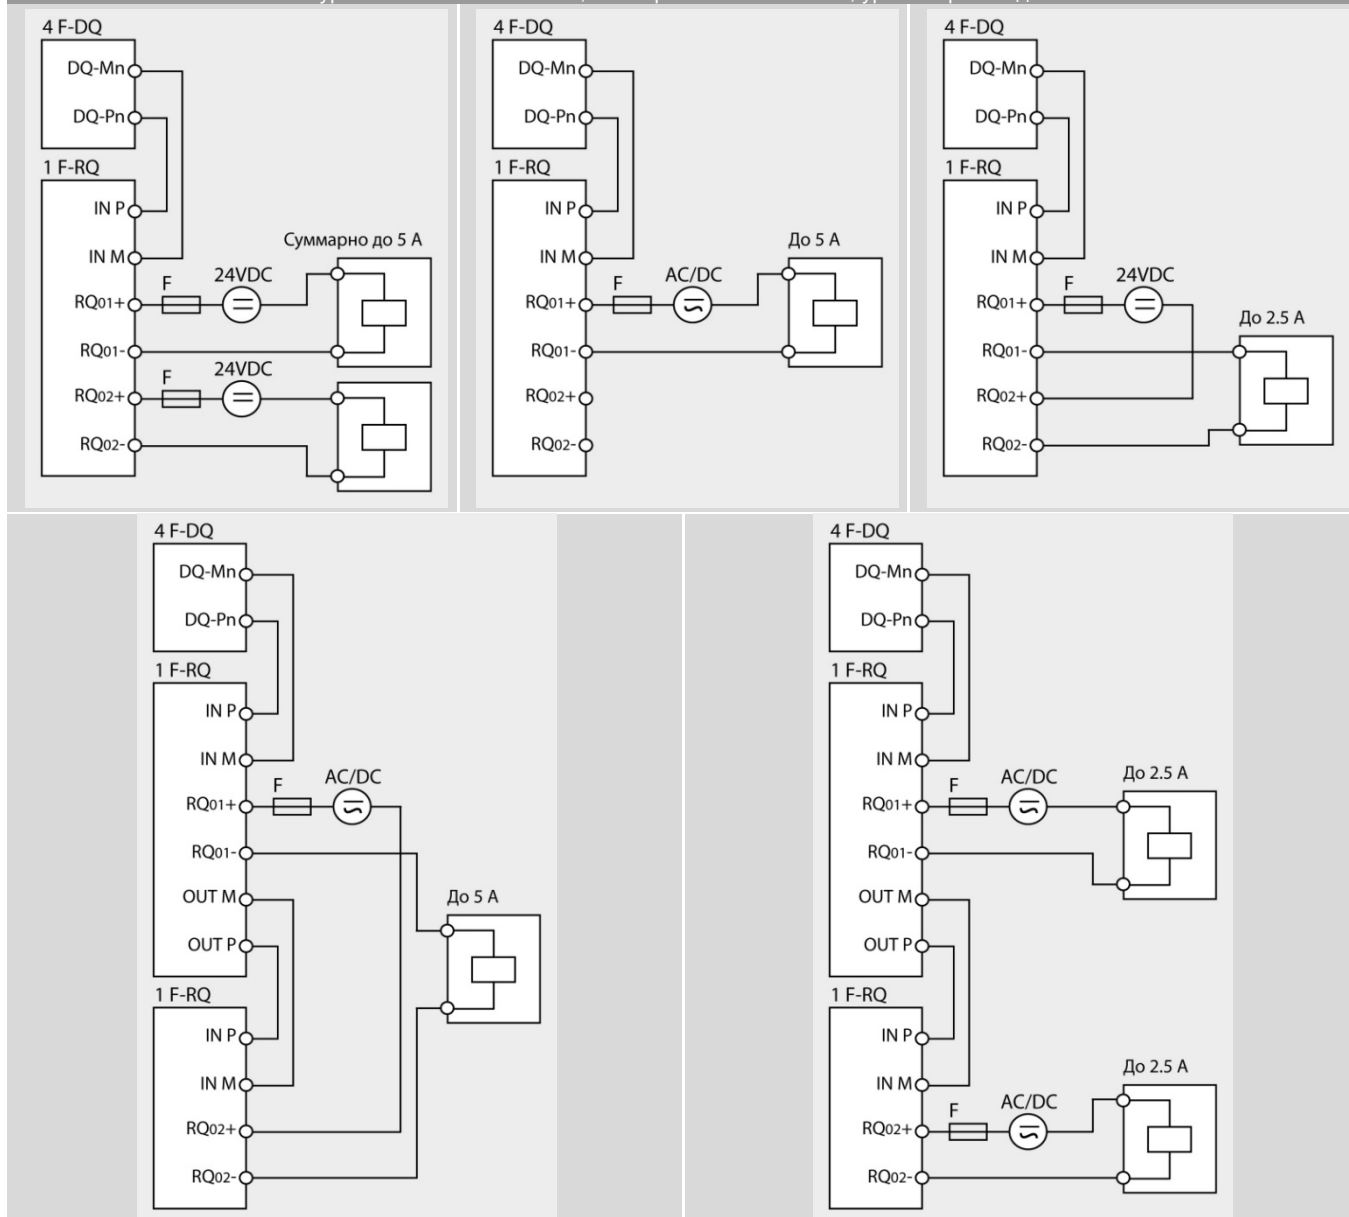 4 F-DQ
DQ-Mn
DQ-Pn
1 F-RQ
IN P
IN M
RQ01+
RQ01-
RQ02+
RQ02-
F
24VDC
F
24VDC
Суммарно до 5 А
4 F-DQ
DQ-Mn
DQ-Pn
1 F-RQ
IN P
IN M
RQ01+
RQ01-
RQ02+
RQ02-
F
AC/DC
До 5 А
4 F-DQ
DQ-Mn
DQ-Pn
1 F-RQ
IN P
IN M
RQ01+
RQ01-
RQ02+
RQ02-
F
24VDC
До 2.5 А
4 F-DQ
DQ-Mn
DQ-Pn
1 F-RQ
IN P
IN M
RQ01+
RQ01-
OUT M
OUT P
F
AC/DC
До 5 А
1 F-RQ
IN P
IN M
RQ02+
RQ02-
4 F-DQ
DQ-Mn
DQ-Pn
1 F-RQ
IN P
IN M
RQ01+
RQ01-
OUT M
OUT P
F
AC/DC
До 2.5 А
1 F-RQ
IN P
IN M
RQ02+
RQ02-
F
AC/DC
До 2.5 А